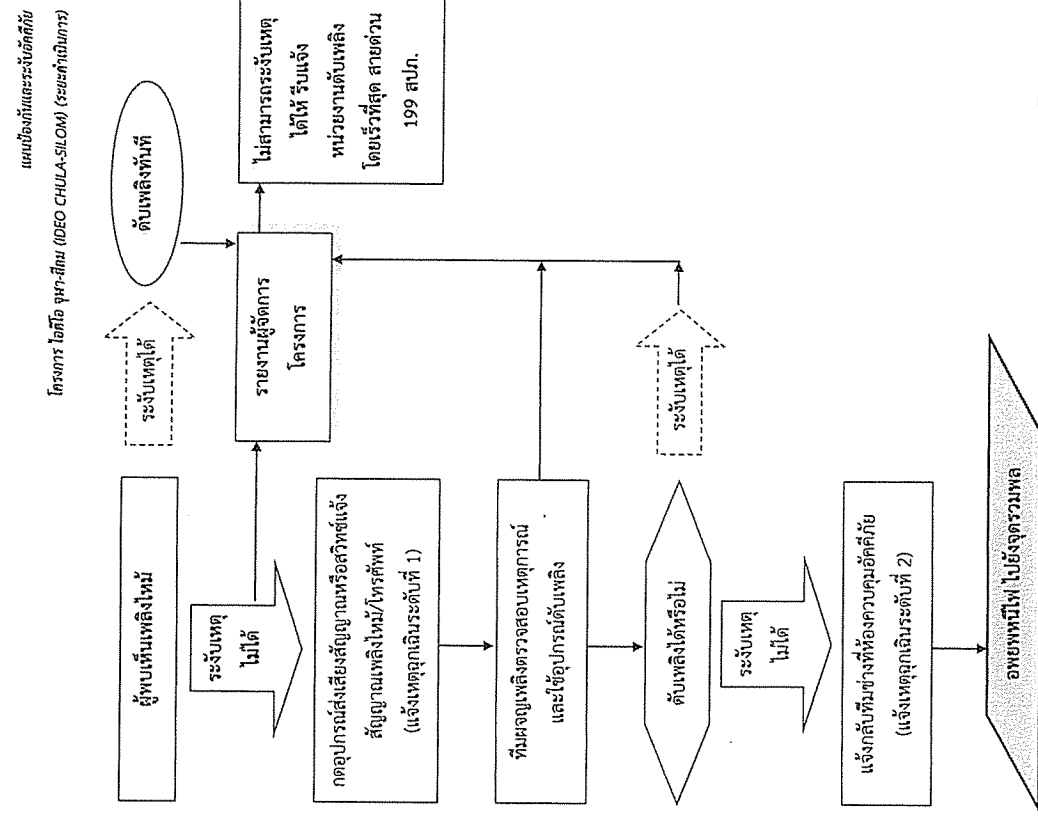 แผนป้องกันและระงับอัคคีภัย
โครงการ ไอดีโอ จุฬา-สีลม (IDEO CHULA-SILOM) (ระยะดำเนินการ)
ผู้พบเห็นเพลิงไหม้
ระงับเหตุได้
ดับเพลิงทันที
ระงับเหตุ
ไม่ได้
รายงานผู้จัดการ
โครงการ
ไม่สามารถระงับเหตุ
ได้ให้ รีบแจ้ง
หน่วยงานดับเพลิง
โดยเร็วที่สุด สายด่วน
199 สปภ.
กดอุปกรณ์ส่งเสียงสัญญาณหรือสวิทช์แจ้ง
สัญญาณเพลิงไหม้/โทรศัพท์
(แจ้งเหตุฉุกเฉินระดับที่ 1)
ทีมผจญเพลิงตรวจสอบเหตุการณ์
และใช้อุปกรณ์ดับเพลิง
ดับเพลิงได้หรือไม่
ระงับเหตุได้
ระงับเหตุ
ไม่ได้
แจ้งกลับทีมช่างที่ห้องควบคุมอัคคีภัย
(แจ้งเหตุฉุกเฉินระดับที่ 2)
อพยพหนีไฟ ไปยังจุดรวมพล